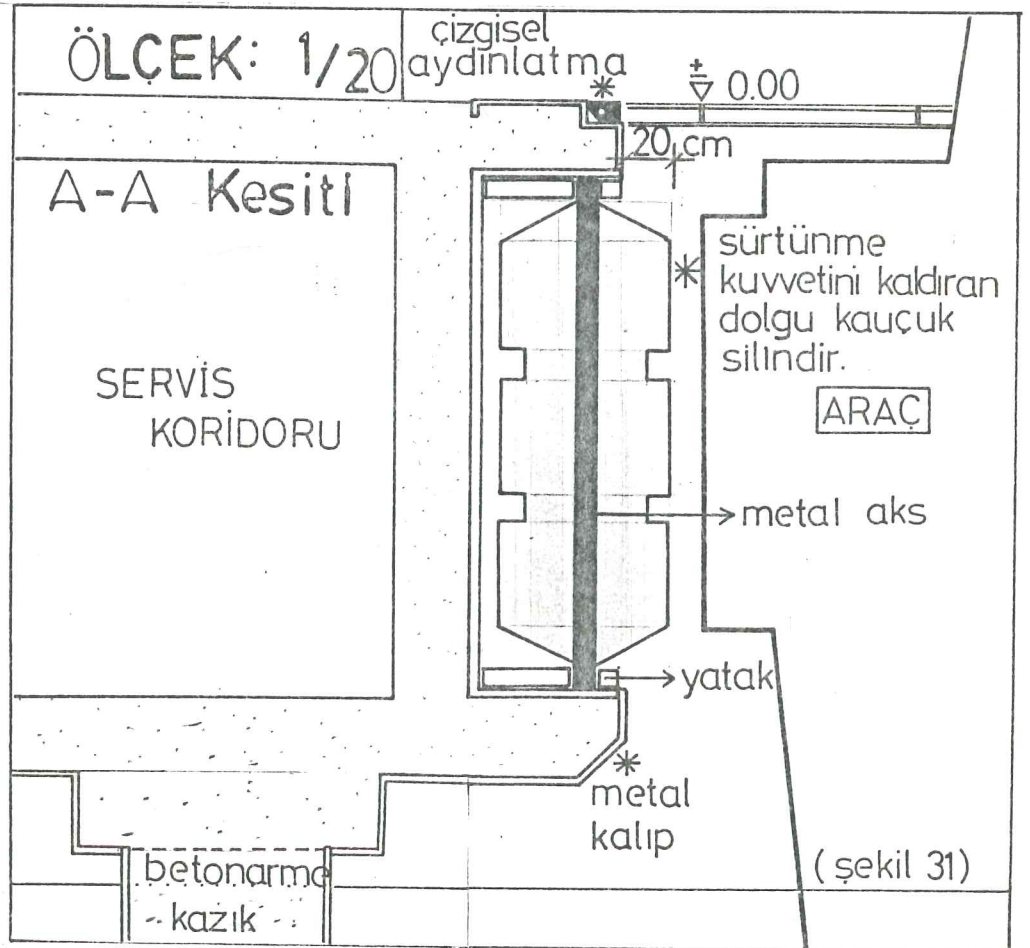 ÖLÇEK: 1/20
çizgisel
aydınlatma
± 0.00
20 cm
A-A Kesiti
sürtünme
kuvvetini kaldıran
dolgu kauçuk
silindir.
ARAÇ
SERVİS
KORİDORU
metal aks
yatak
metal
kalıp
betonarme
kazık
(şekil 31)